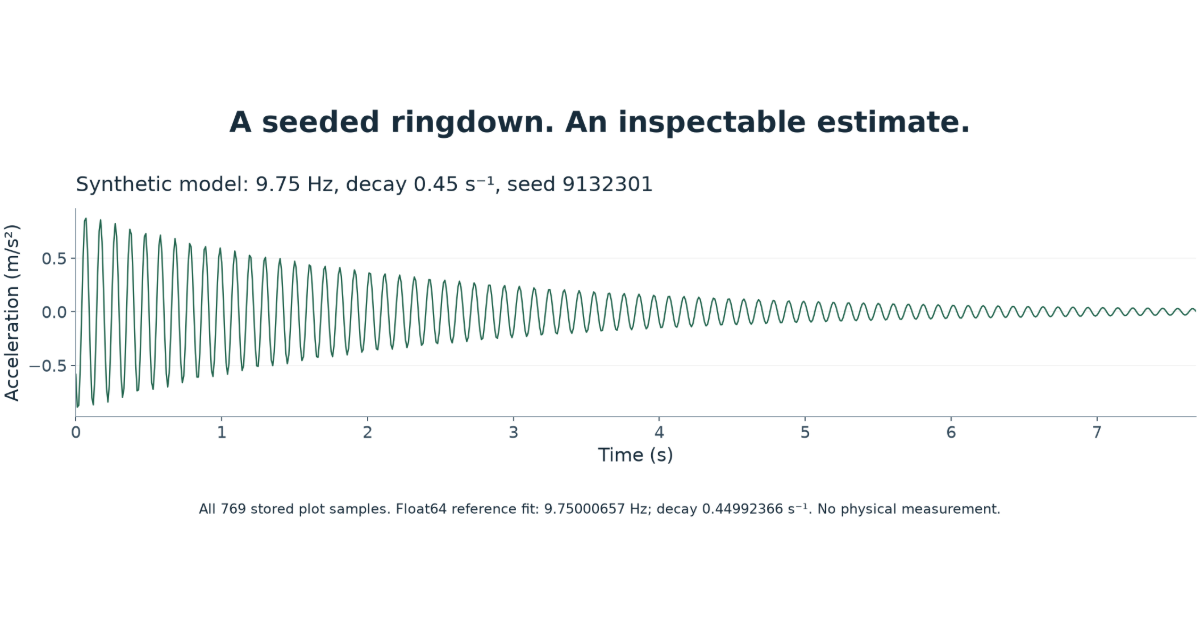 A seeded ringdown. An inspectable estimate.
Synthetic model: 9.75 Hz, decay 0.45 s⁻¹, seed 9132301
Acceleration (m/s²)
0.5
0.0
−0.5
0 1 2 3 4 5 6 7
Time (s)
All 769 stored plot samples. Float64 reference fit: 9.75000657 Hz; decay 0.44992366 s⁻¹. No physical measurement.